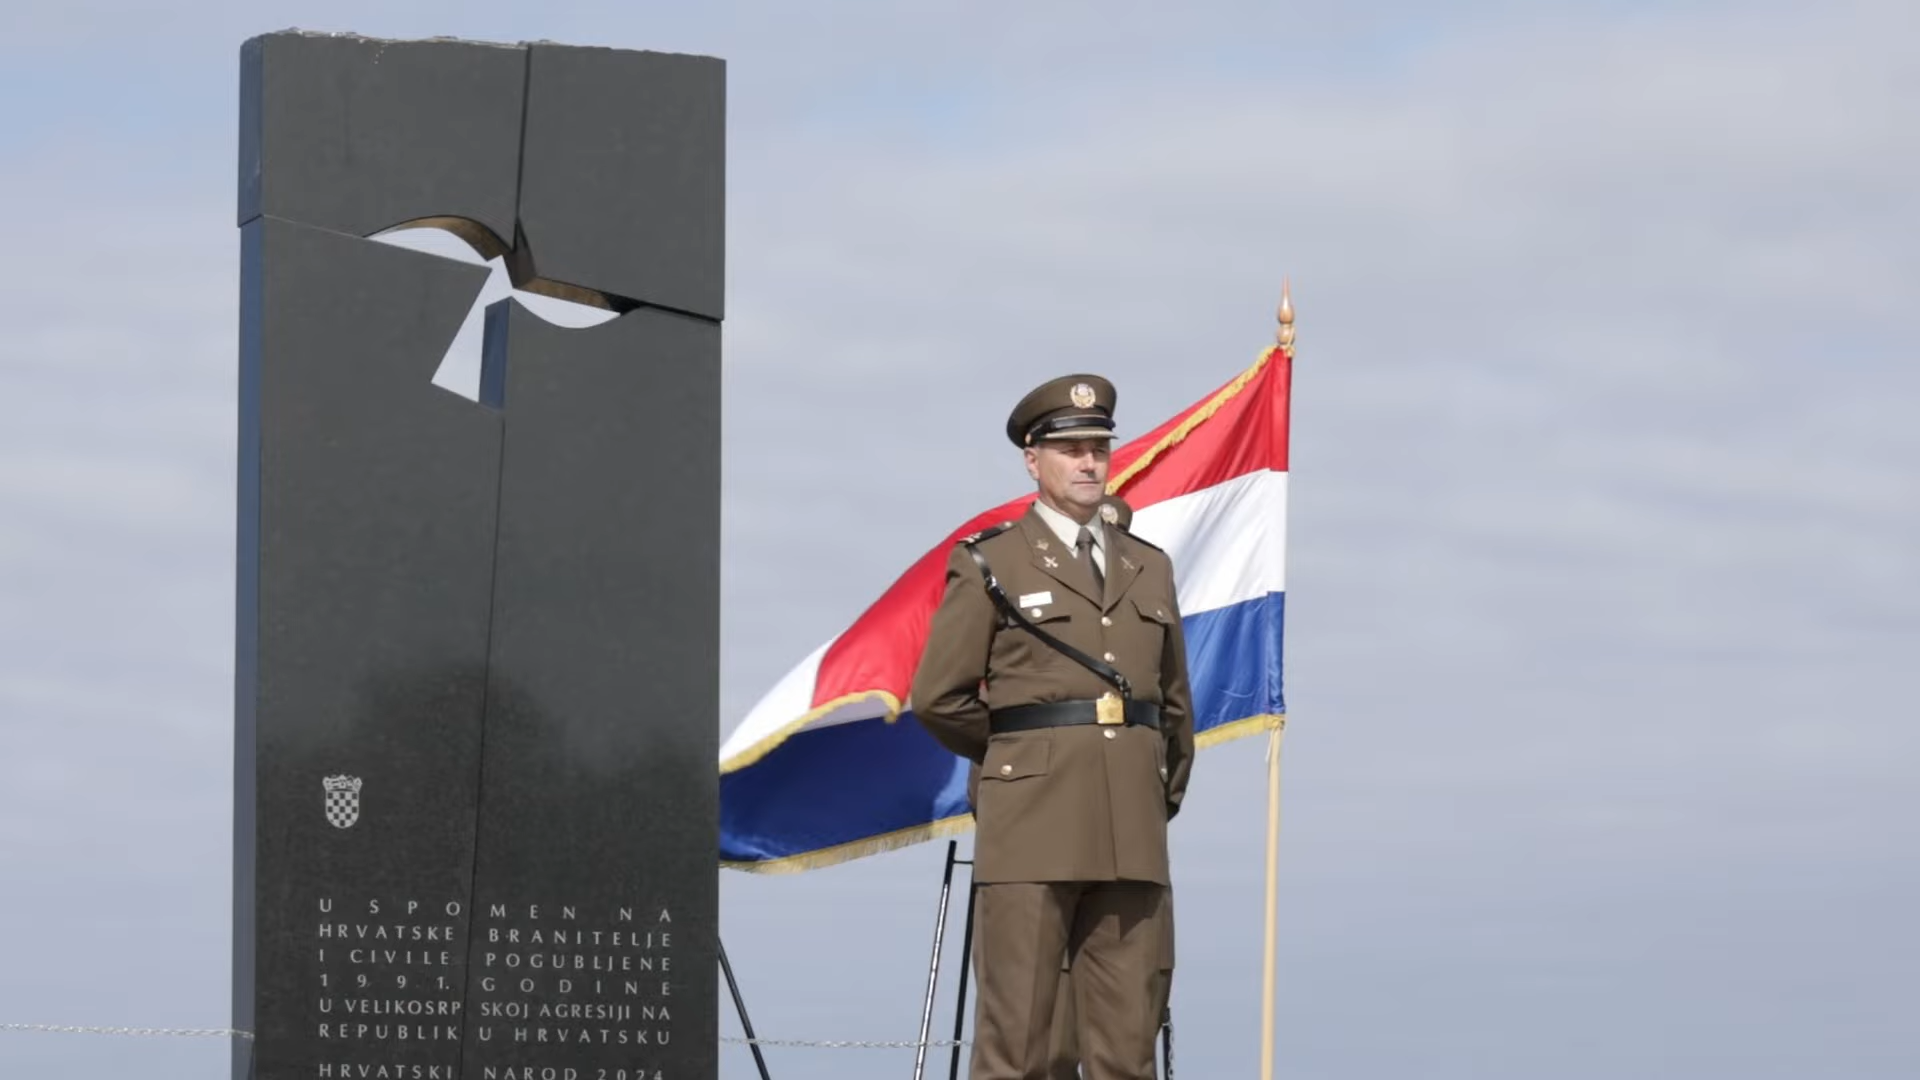 USPOMEN NA
HRVATSKE BRANITELJE
I CIVILE POGUBLJENE
1991. GODINE
U VELIKOSRPSKOJ AGRESIJI NA
REPUBLIKU HRVATSKU
HRVATSKI NAROD 2024.